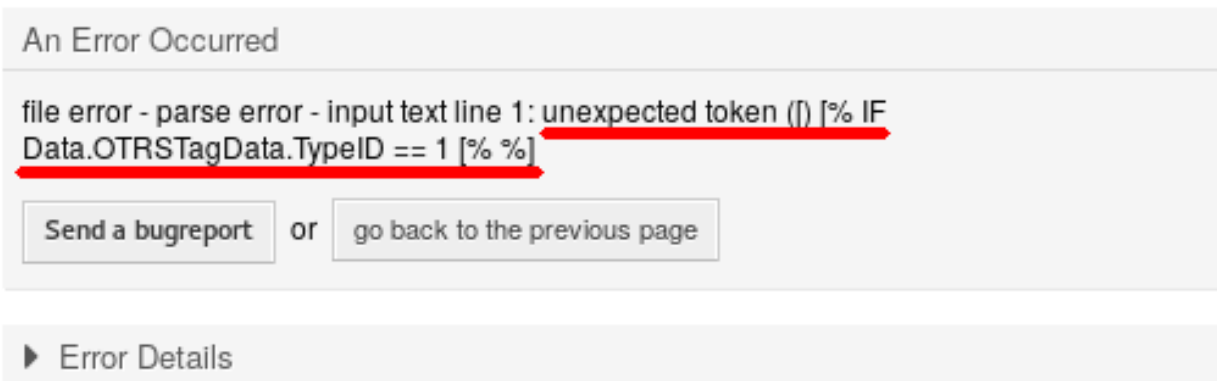 An Error Occurred
file error - parse error - input text line 1: unexpected token ([) [% IF
Data.OTRSTagData.TypeID == 1 [% %]
Send a bugreport or go back to the previous page
Error Details